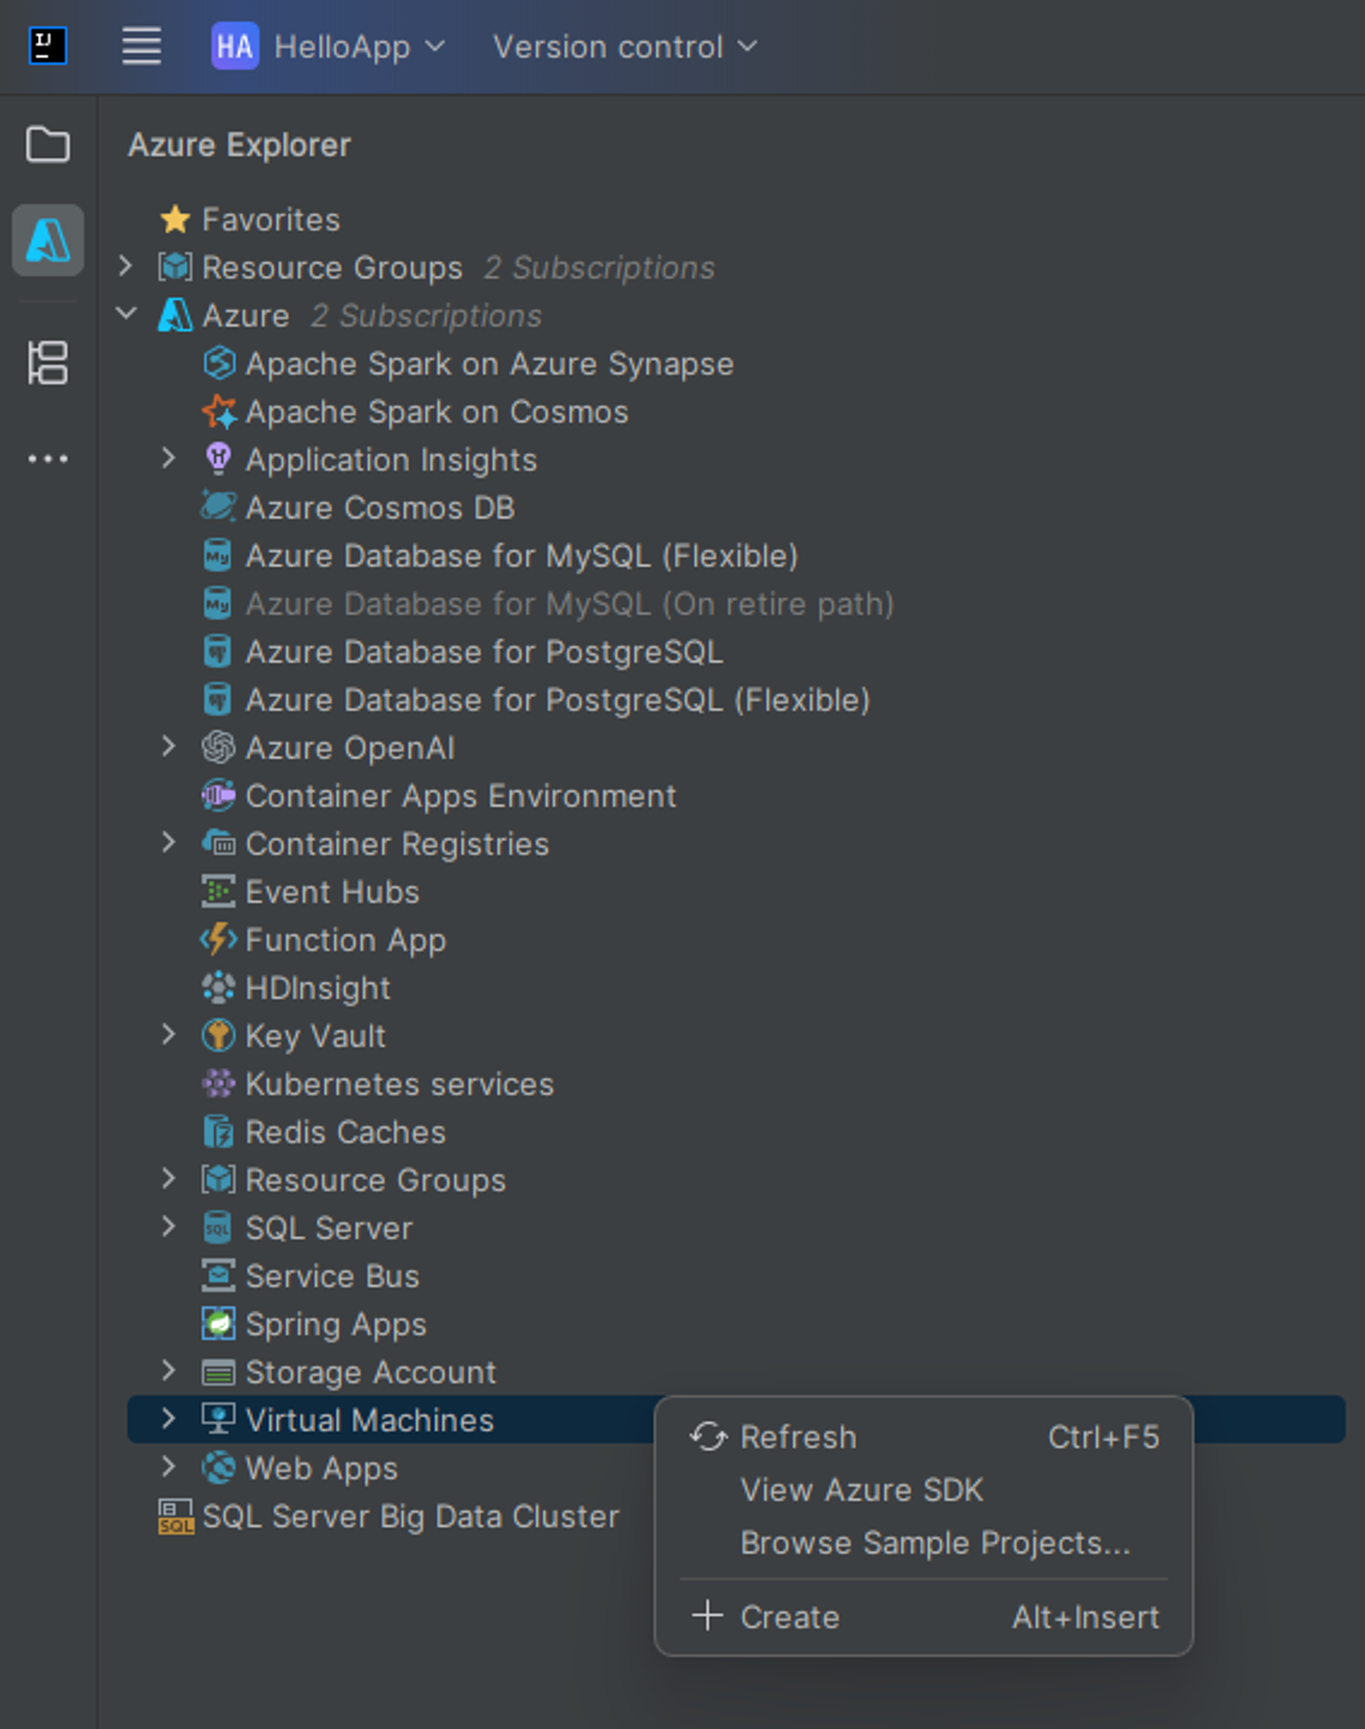 IJ HA HelloApp Version control
Azure Explorer
Favorites
Resource Groups 2 Subscriptions
Azure 2 Subscriptions
Apache Spark on Azure Synapse
Apache Spark on Cosmos
Application Insights
Azure Cosmos DB
My Azure Database for MySQL (Flexible)
My Azure Database for MySQL (On retire path)
Azure Database for PostgreSQL
Azure Database for PostgreSQL (Flexible)
Azure OpenAI
Container Apps Environment
Container Registries
Event Hubs
Function App
HDInsight
Key Vault
Kubernetes services
Redis Caches
Resource Groups
SQL SQL Server
Service Bus
Spring Apps
Storage Account
Virtual Machines
Web Apps
SQL SQL Server Big Data Cluster
Refresh Ctrl+F5
View Azure SDK
Browse Sample Projects...
Create Alt+Insert